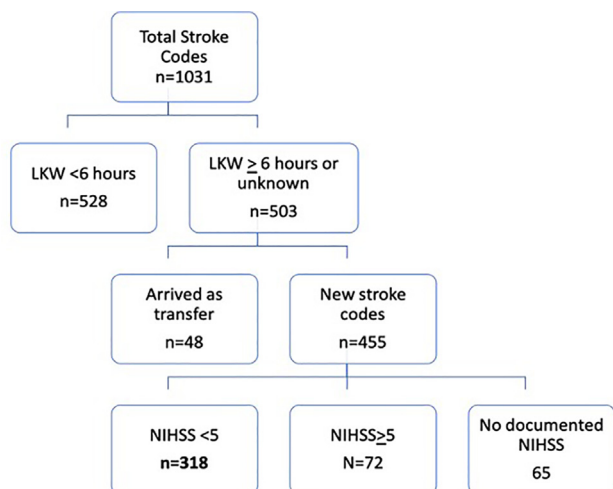 Total Stroke
Codes
n=1031
LKW <6 hours
n=528
LKW ≥ 6 hours or
unknown
n=503
Arrived as
transfer
n=48
New stroke
codes
n=455
NIHSS <5
n=318
NIHSS≥5
N=72
No documented
NIHSS
65